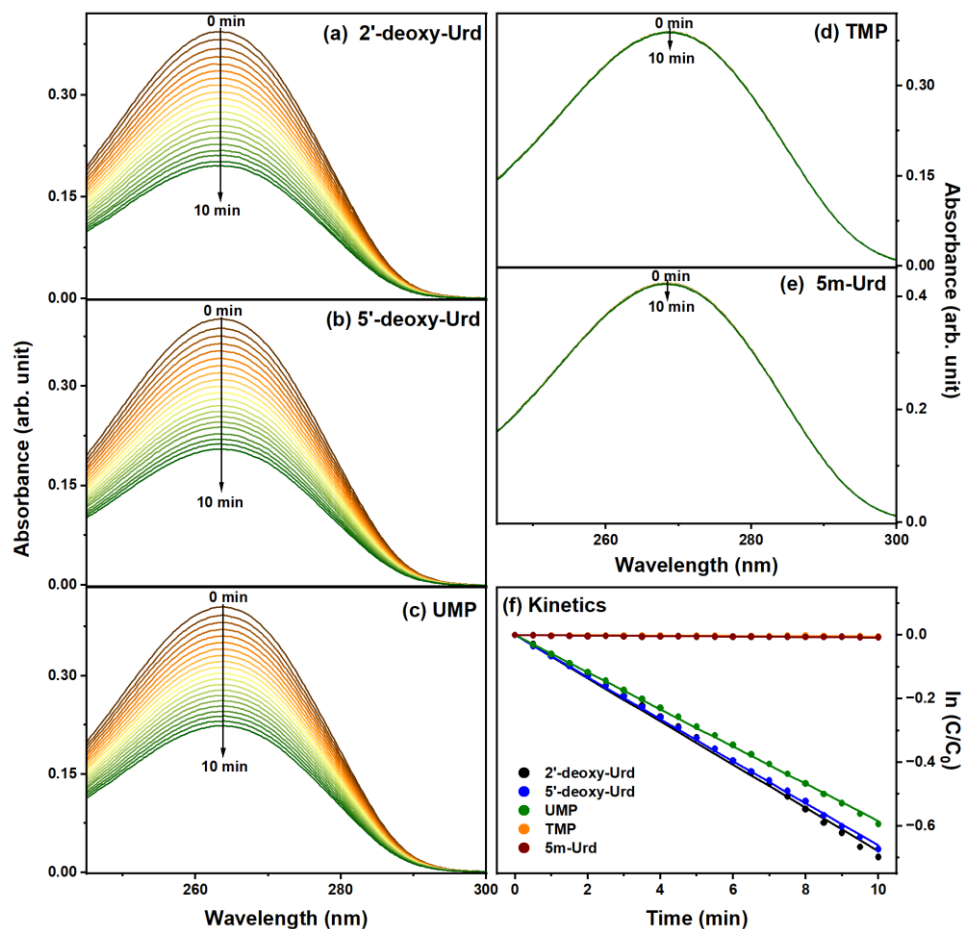 0 min
(a) 2'-deoxy-Urd
0.30
0.15
10 min
0.00
0 min
(b) 5'-deoxy-Urd
0.30
0.15
10 min
0.00
0 min
(c) UMP
0.30
0.15
10 min
0.00
260
280
300
Wavelength (nm)
Absorbance (arb. unit)
0 min
(d) TMP
10 min
0.30
0.15
0.00
0 min
(e) 5m-Urd
10 min
0.4
0.2
0.0
260
280
300
Wavelength (nm)
Absorbance (arb. unit)
(f) Kinetics
0.0
−0.2
−0.4
−0.6
ln (C/C0)
2'-deoxy-Urd
5'-deoxy-Urd
UMP
TMP
5m-Urd
0
2
4
6
8
10
Time (min)